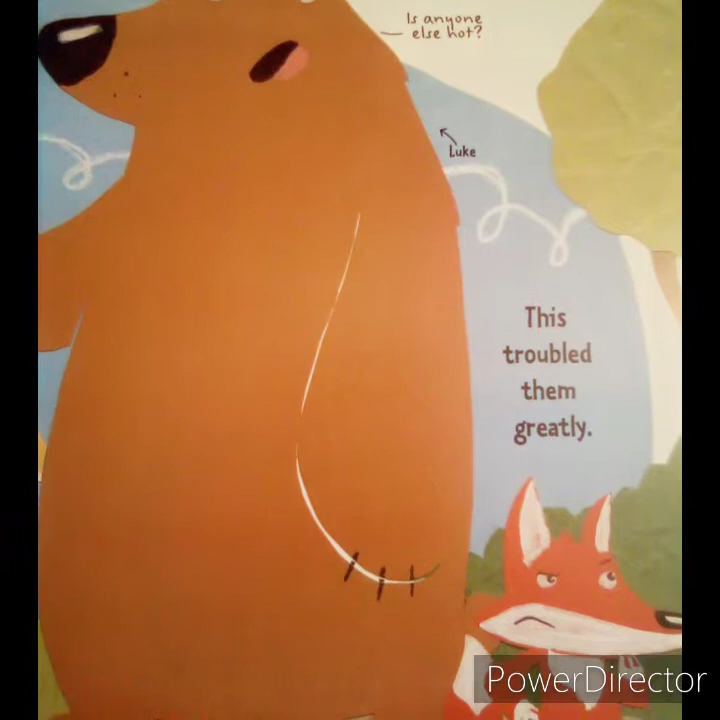 Is anyone
else hot?
Luke
This
troubled
them
greatly.
PowerDirector